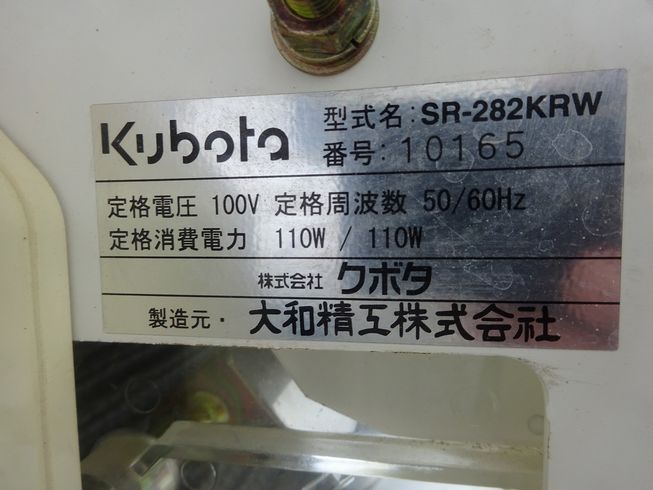 Kubota 型式名:SR-282KRW
番号:10165
定格電圧 100V 定格周波数 50/60Hz
定格消費電力 110W / 110W
株式会社 クボタ
製造元・ 大和精工株式会社